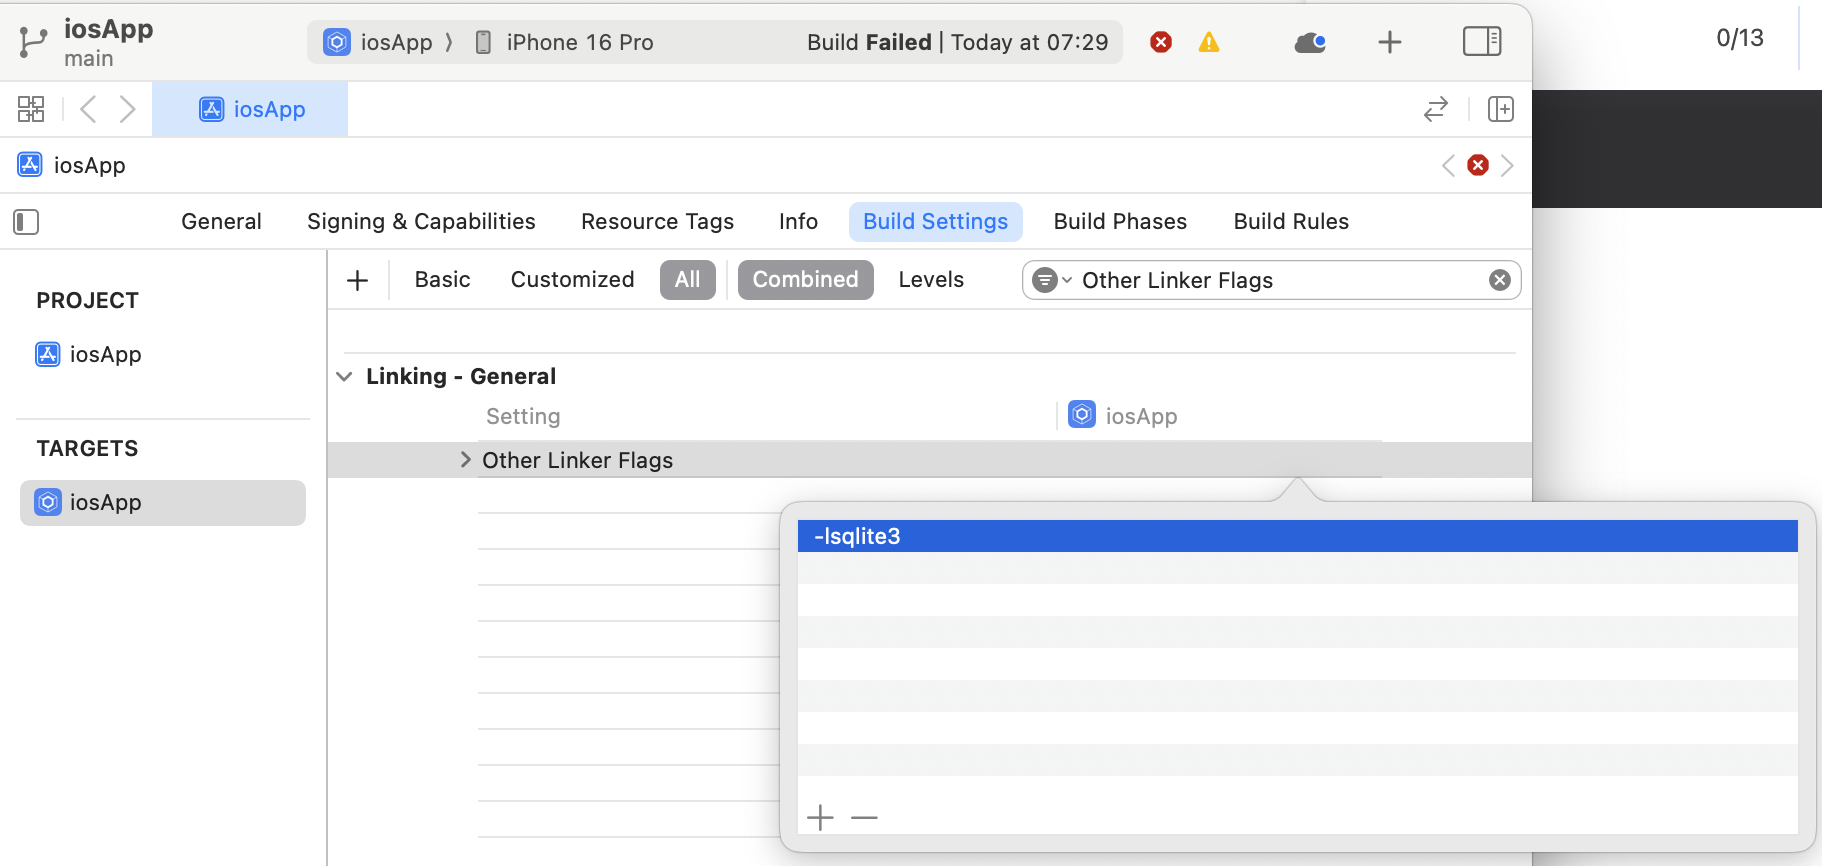 iosApp
main
iosApp
iPhone 16 Pro
Build Failed | Today at 07:29
0/13
iosApp
iosApp
General
Signing & Capabilities
Resource Tags
Info
Build Settings
Build Phases
Build Rules
Basic
Customized
All
Combined
Levels
Other Linker Flags
PROJECT
iosApp
TARGETS
iosApp
Linking - General
Setting
iosApp
Other Linker Flags
-lsqlite3